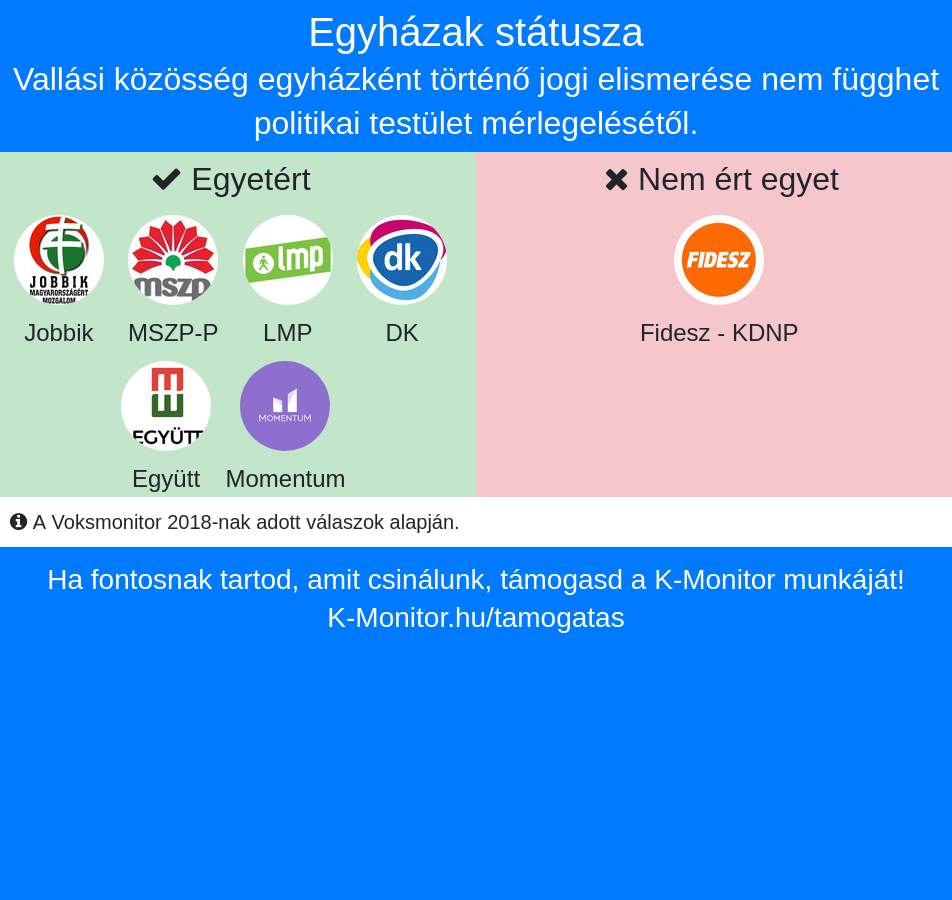 Egyházak státusza
Vallási közösség egyházként történő jogi elismerése nem függhet
politikai testület mérlegelésétől.
Egyetért
Nem ért egyet
JOBBIK
MAGYARORSZÁGÉRT
MOZGALOM
mszp
lmp
dk
FIDESZ
Jobbik
MSZP-P
LMP
DK
Fidesz - KDNP
EGYÜTT
MOMENTUM
Együtt
Momentum
A Voksmonitor 2018-nak adott válaszok alapján.
Ha fontosnak tartod, amit csinálunk, támogasd a K-Monitor munkáját!
K-Monitor.hu/tamogatas